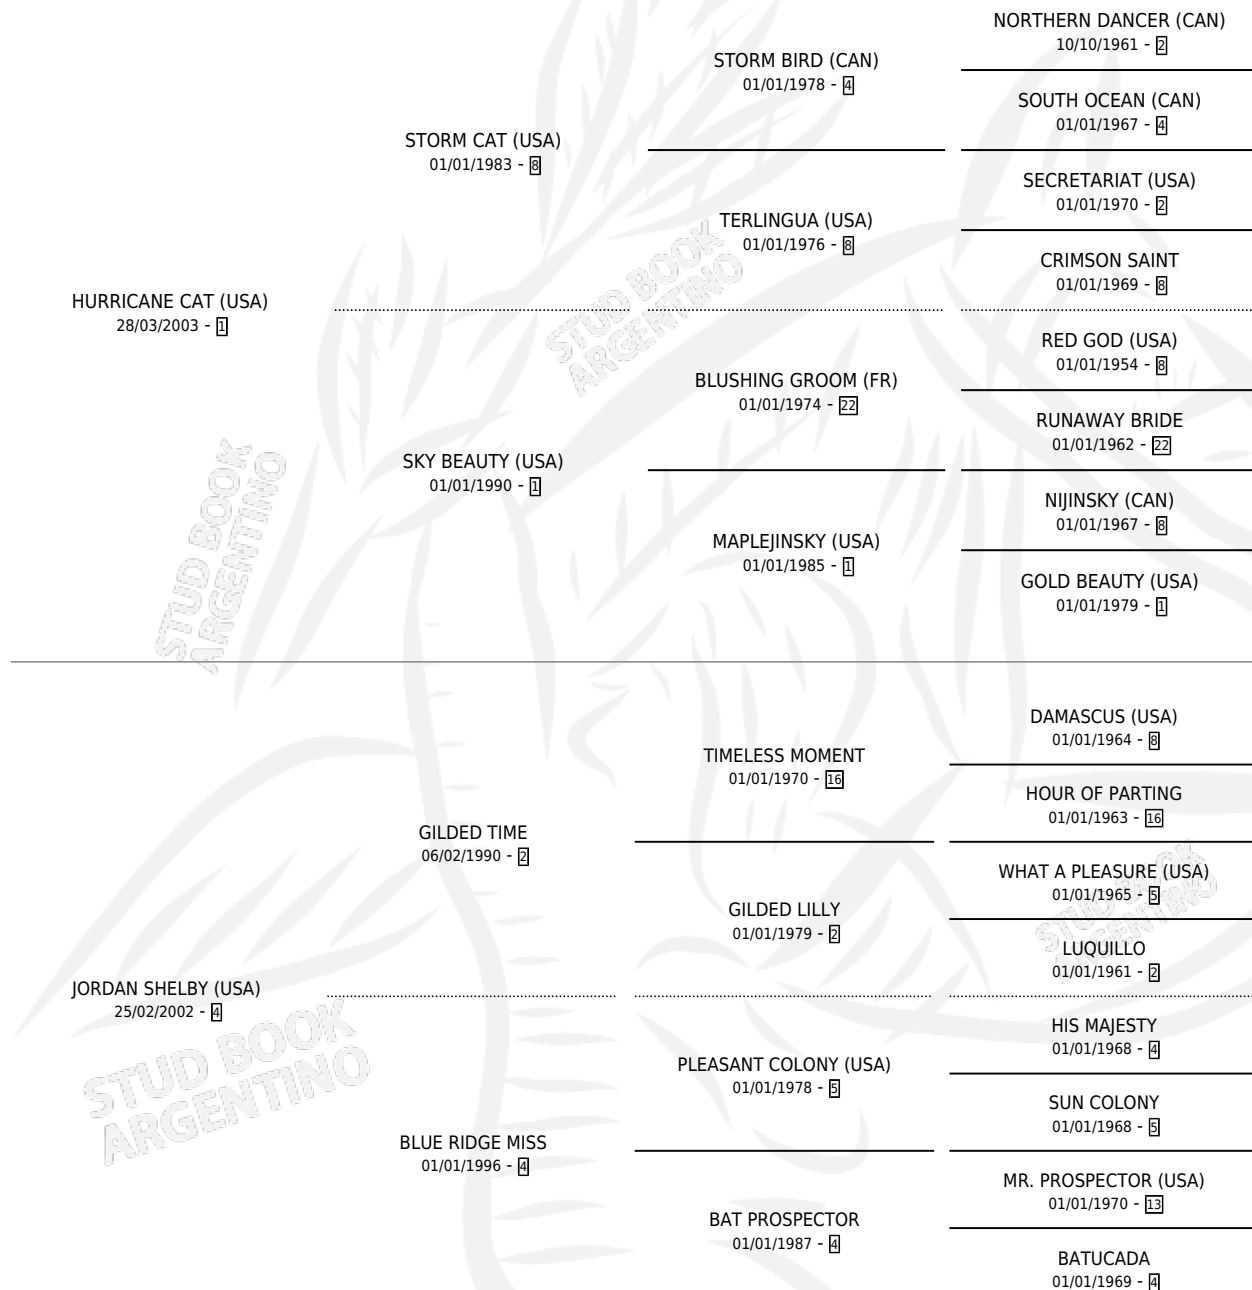 HURRICANE CAT (USA)
28/03/2003 - 1
STORM CAT (USA)
01/01/1983 - 8
SKY BEAUTY (USA)
01/01/1990 - 1
STORM BIRD (CAN)
01/01/1978 - 4
TERLINGUA (USA)
01/01/1976 - 8
BLUSHING GROOM (FR)
01/01/1974 - 22
MAPLEJINSKY (USA)
01/01/1985 - 1
NORTHERN DANCER (CAN)
10/10/1961 - 2
SOUTH OCEAN (CAN)
01/01/1967 - 4
SECRETARIAT (USA)
01/01/1970 - 2
CRIMSON SAINT
01/01/1969 - 8
RED GOD (USA)
01/01/1954 - 8
RUNAWAY BRIDE
01/01/1962 - 22
NIJINSKY (CAN)
01/01/1967 - 8
GOLD BEAUTY (USA)
01/01/1979 - 1
JORDAN SHELBY (USA)
25/02/2002 - 4
GILDED TIME
06/02/1990 - 2
BLUE RIDGE MISS
01/01/1996 - 4
TIMELESS MOMENT
01/01/1970 - 16
GILDED LILLY
01/01/1979 - 2
PLEASANT COLONY (USA)
01/01/1978 - 5
BAT PROSPECTOR
01/01/1987 - 4
DAMASCUS (USA)
01/01/1964 - 8
HOUR OF PARTING
01/01/1963 - 16
WHAT A PLEASURE (USA)
01/01/1965 - 5
LUQUILLO
01/01/1961 - 2
HIS MAJESTY
01/01/1968 - 4
SUN COLONY
01/01/1968 - 5
MR. PROSPECTOR (USA)
01/01/1970 - 13
BATUCADA
01/01/1969 - 4
STUD BOOK
ARGENTINO
STUD BOOK
ARGENTINO
STUD BOOK
ARGENTINO
STUD BOOK
ARGENTINO